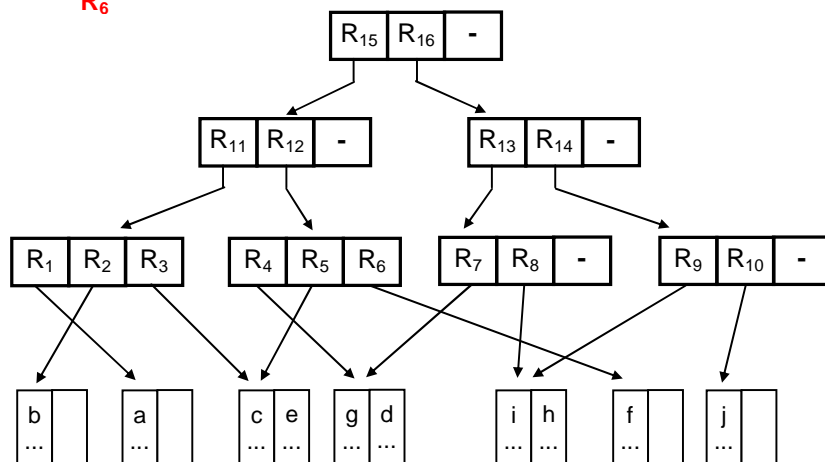 R₆
R₁₅ R₁₆ -
R₁₁ R₁₂ -
R₁₃ R₁₄ -
R₁ R₂ R₃
R₄ R₅ R₆
R₇ R₈ -
R₉ R₁₀ -
b
...
a
...
c e
... ...
g d
... ...
i h
... ...
f
...
j
...